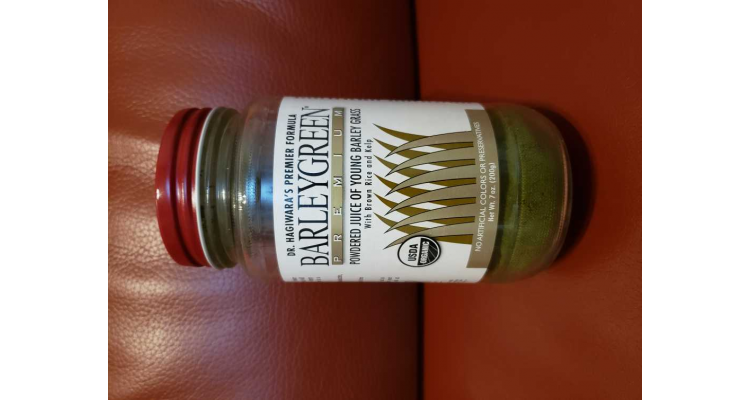 DR. HAGIWARA'S PREMIER FORMULA
BARLEYGREEN™
PREMIUM
POWDERED JUICE OF YOUNG BARLEY GRASS
With Brown Rice and Kelp
USDA
ORGANIC
NO ARTIFICIAL COLORS OR PRESERVATIVES
Net Wt. 7 oz. (200g)